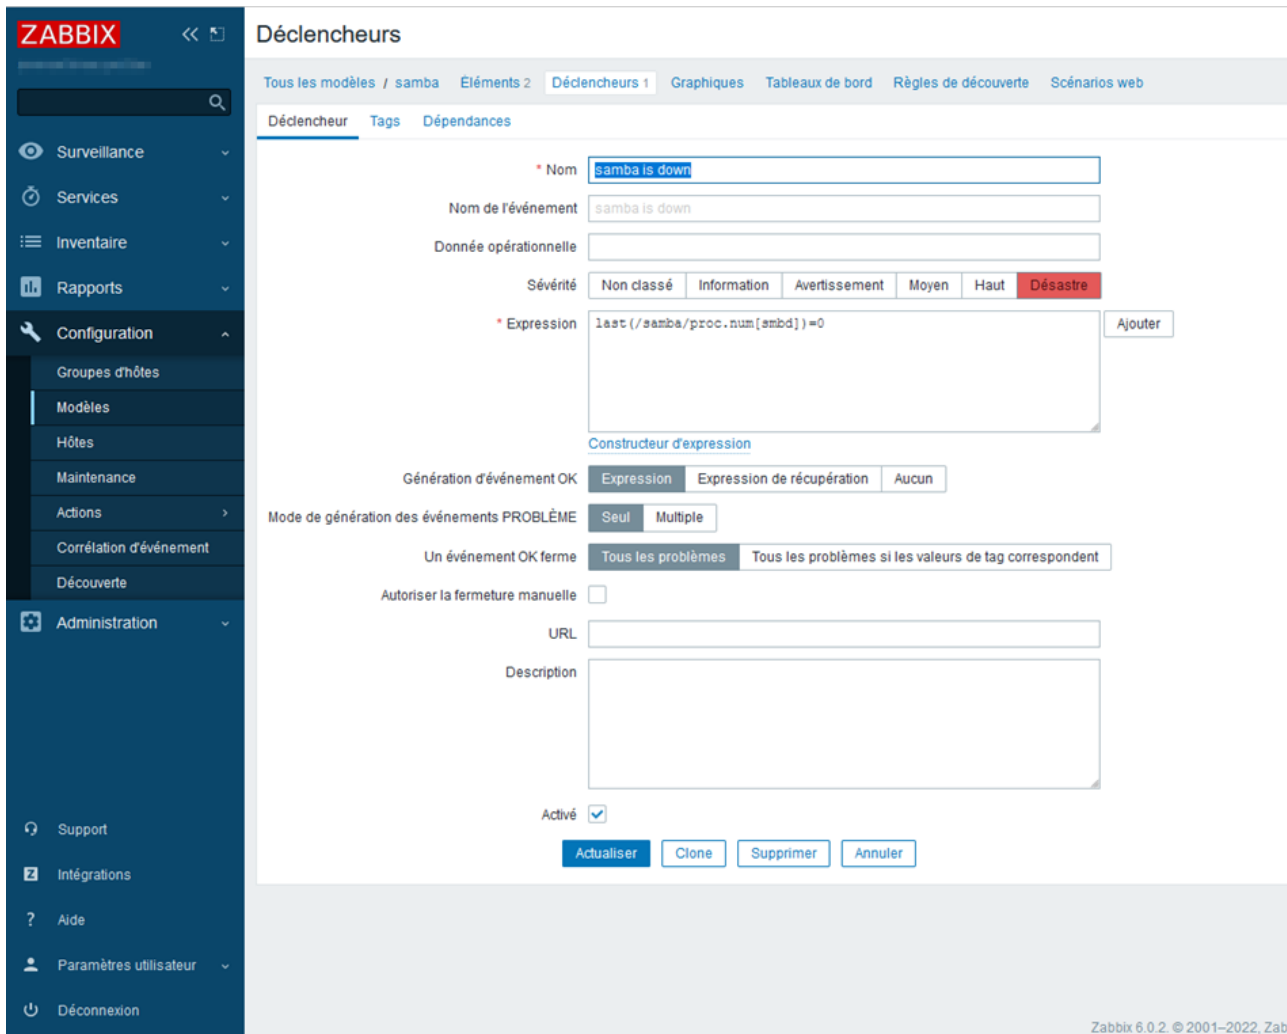 ZABBIX
Déclencheurs
Tous les modèles / samba Éléments 2 Déclencheurs 1 Graphiques Tableaux de bord Règles de découverte Scénarios web
Déclencheur Tags Dépendances
Surveillance
Services
Inventaire
Rapports
Configuration
Groupes d'hôtes
Modèles
Hôtes
Maintenance
Actions
Corrélation d'événement
Découverte
Administration
Support
Intégrations
Aide
Paramètres utilisateur
Déconnexion
* Nom samba is down
Nom de l'événement samba is down
Donnée opérationnelle
Sévérité Non classé Information Avertissement Moyen Haut Désastre
* Expression last(/samba/proc.num[smbd])=0 Ajouter
Constructeur d'expression
Génération d'événement OK Expression Expression de récupération Aucun
Mode de génération des événements PROBLÈME Seul Multiple
Un événement OK ferme Tous les problèmes Tous les problèmes si les valeurs de tag correspondent
Autoriser la fermeture manuelle
URL
Description
Activé
Actualiser Clone Supprimer Annuler
Zabbix 6.0.2. © 2001–2022, Zab